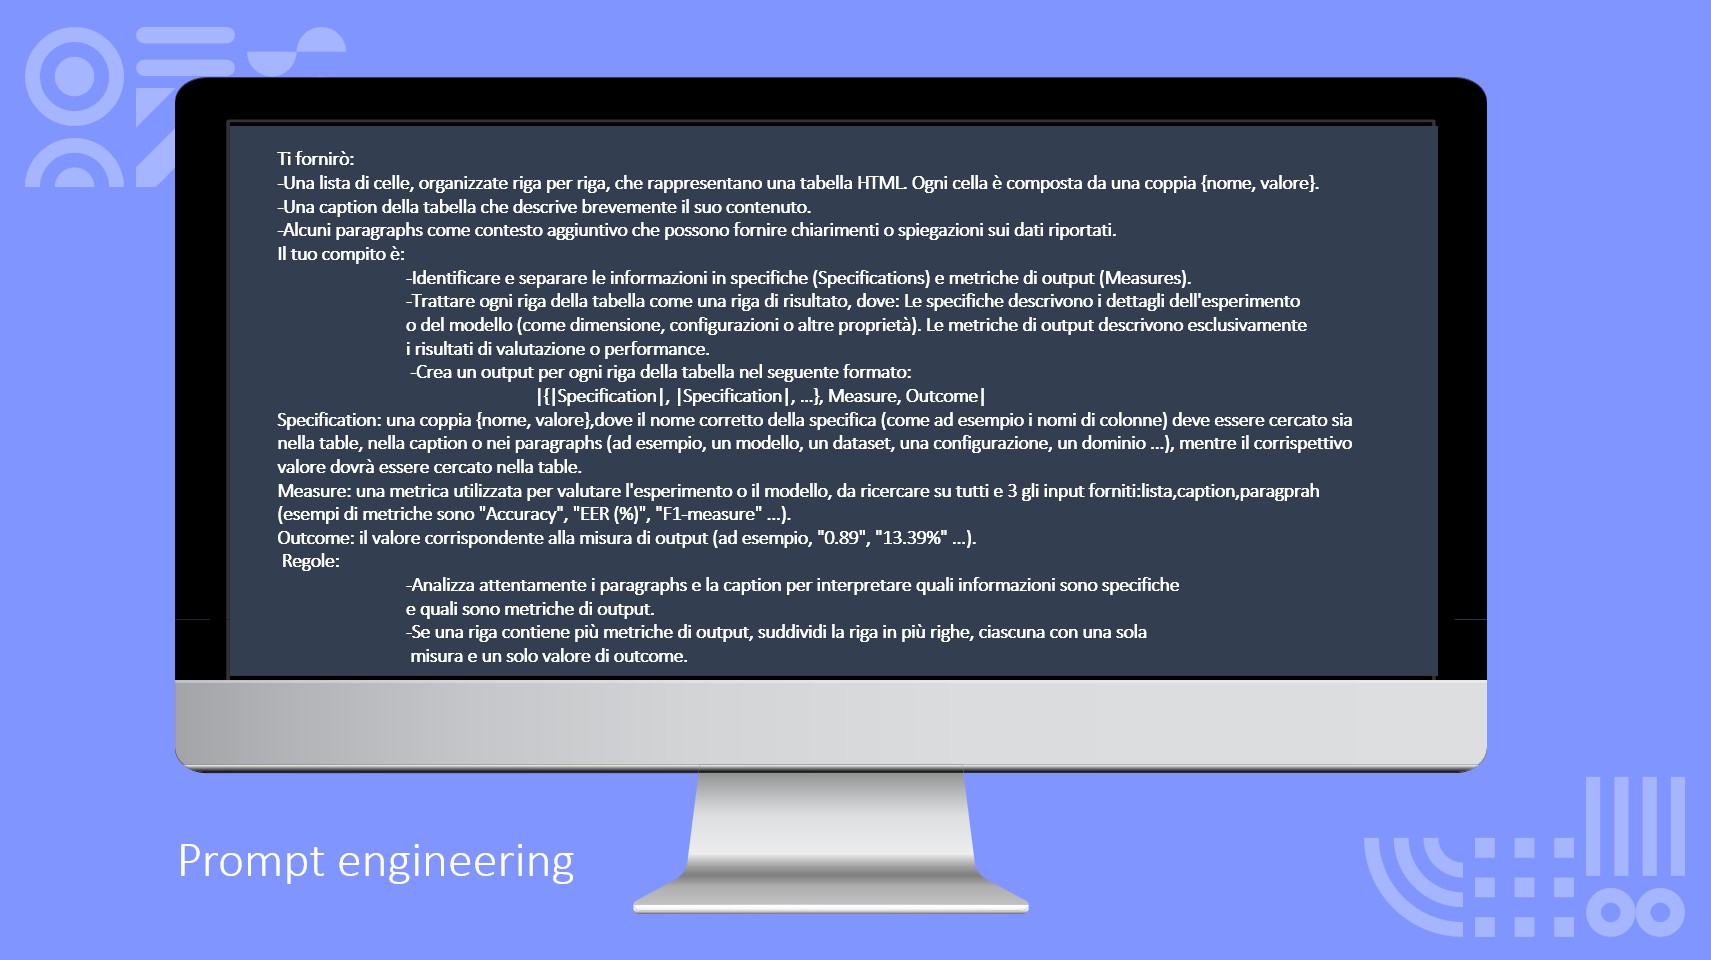 Ti fornirò:
-Una lista di celle, organizzate riga per riga, che rappresentano una tabella HTML. Ogni cella è composta da una coppia {nome, valore}.
-Una caption della tabella che descrive brevemente il suo contenuto.
-Alcuni paragraphs come contesto aggiuntivo che possono fornire chiarimenti o spiegazioni sui dati riportati.
Il tuo compito è:
-Identificare e separare le informazioni in specifiche (Specifications) e metriche di output (Measures).
-Trattare ogni riga della tabella come una riga di risultato, dove: Le specifiche descrivono i dettagli dell'esperimento
o del modello (come dimensione, configurazioni o altre proprietà). Le metriche di output descrivono esclusivamente
i risultati di valutazione o performance.
-Crea un output per ogni riga della tabella nel seguente formato:
|{|Specification|, |Specification|, ...}, Measure, Outcome|
Specification: una coppia {nome, valore},dove il nome corretto della specifica (come ad esempio i nomi di colonne) deve essere cercato sia
nella table, nella caption o nei paragraphs (ad esempio, un modello, un dataset, una configurazione, un dominio ...), mentre il corrispettivo
valore dovrà essere cercato nella table.
Measure: una metrica utilizzata per valutare l'esperimento o il modello, da ricercare su tutti e 3 gli input forniti:lista,caption,paragprah
(esempi di metriche sono "Accuracy", "EER (%)", "F1-measure" ...).
Outcome: il valore corrispondente alla misura di output (ad esempio, "0.89", "13.39%" ...).
Regole:
-Analizza attentamente i paragraphs e la caption per interpretare quali informazioni sono specifiche
e quali sono metriche di output.
-Se una riga contiene più metriche di output, suddividi la riga in più righe, ciascuna con una sola
misura e un solo valore di outcome.
Prompt engineering